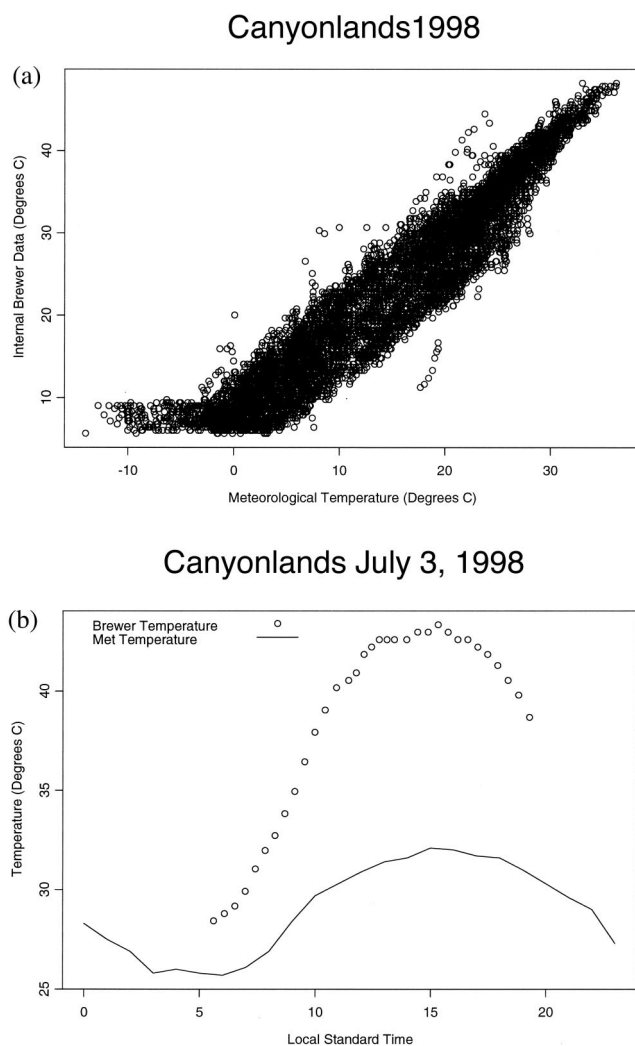 Canyonlands1998
(a)
40
30
20
10
Internal Brewer Data (Degrees C)
-10 0 10 20 30
Meteorological Temperature (Degrees C)
Canyonlands July 3, 1998
(b)
Brewer Temperature
Met Temperature
40
35
30
25
Temperature (Degrees C)
0 5 10 15 20
Local Standard Time